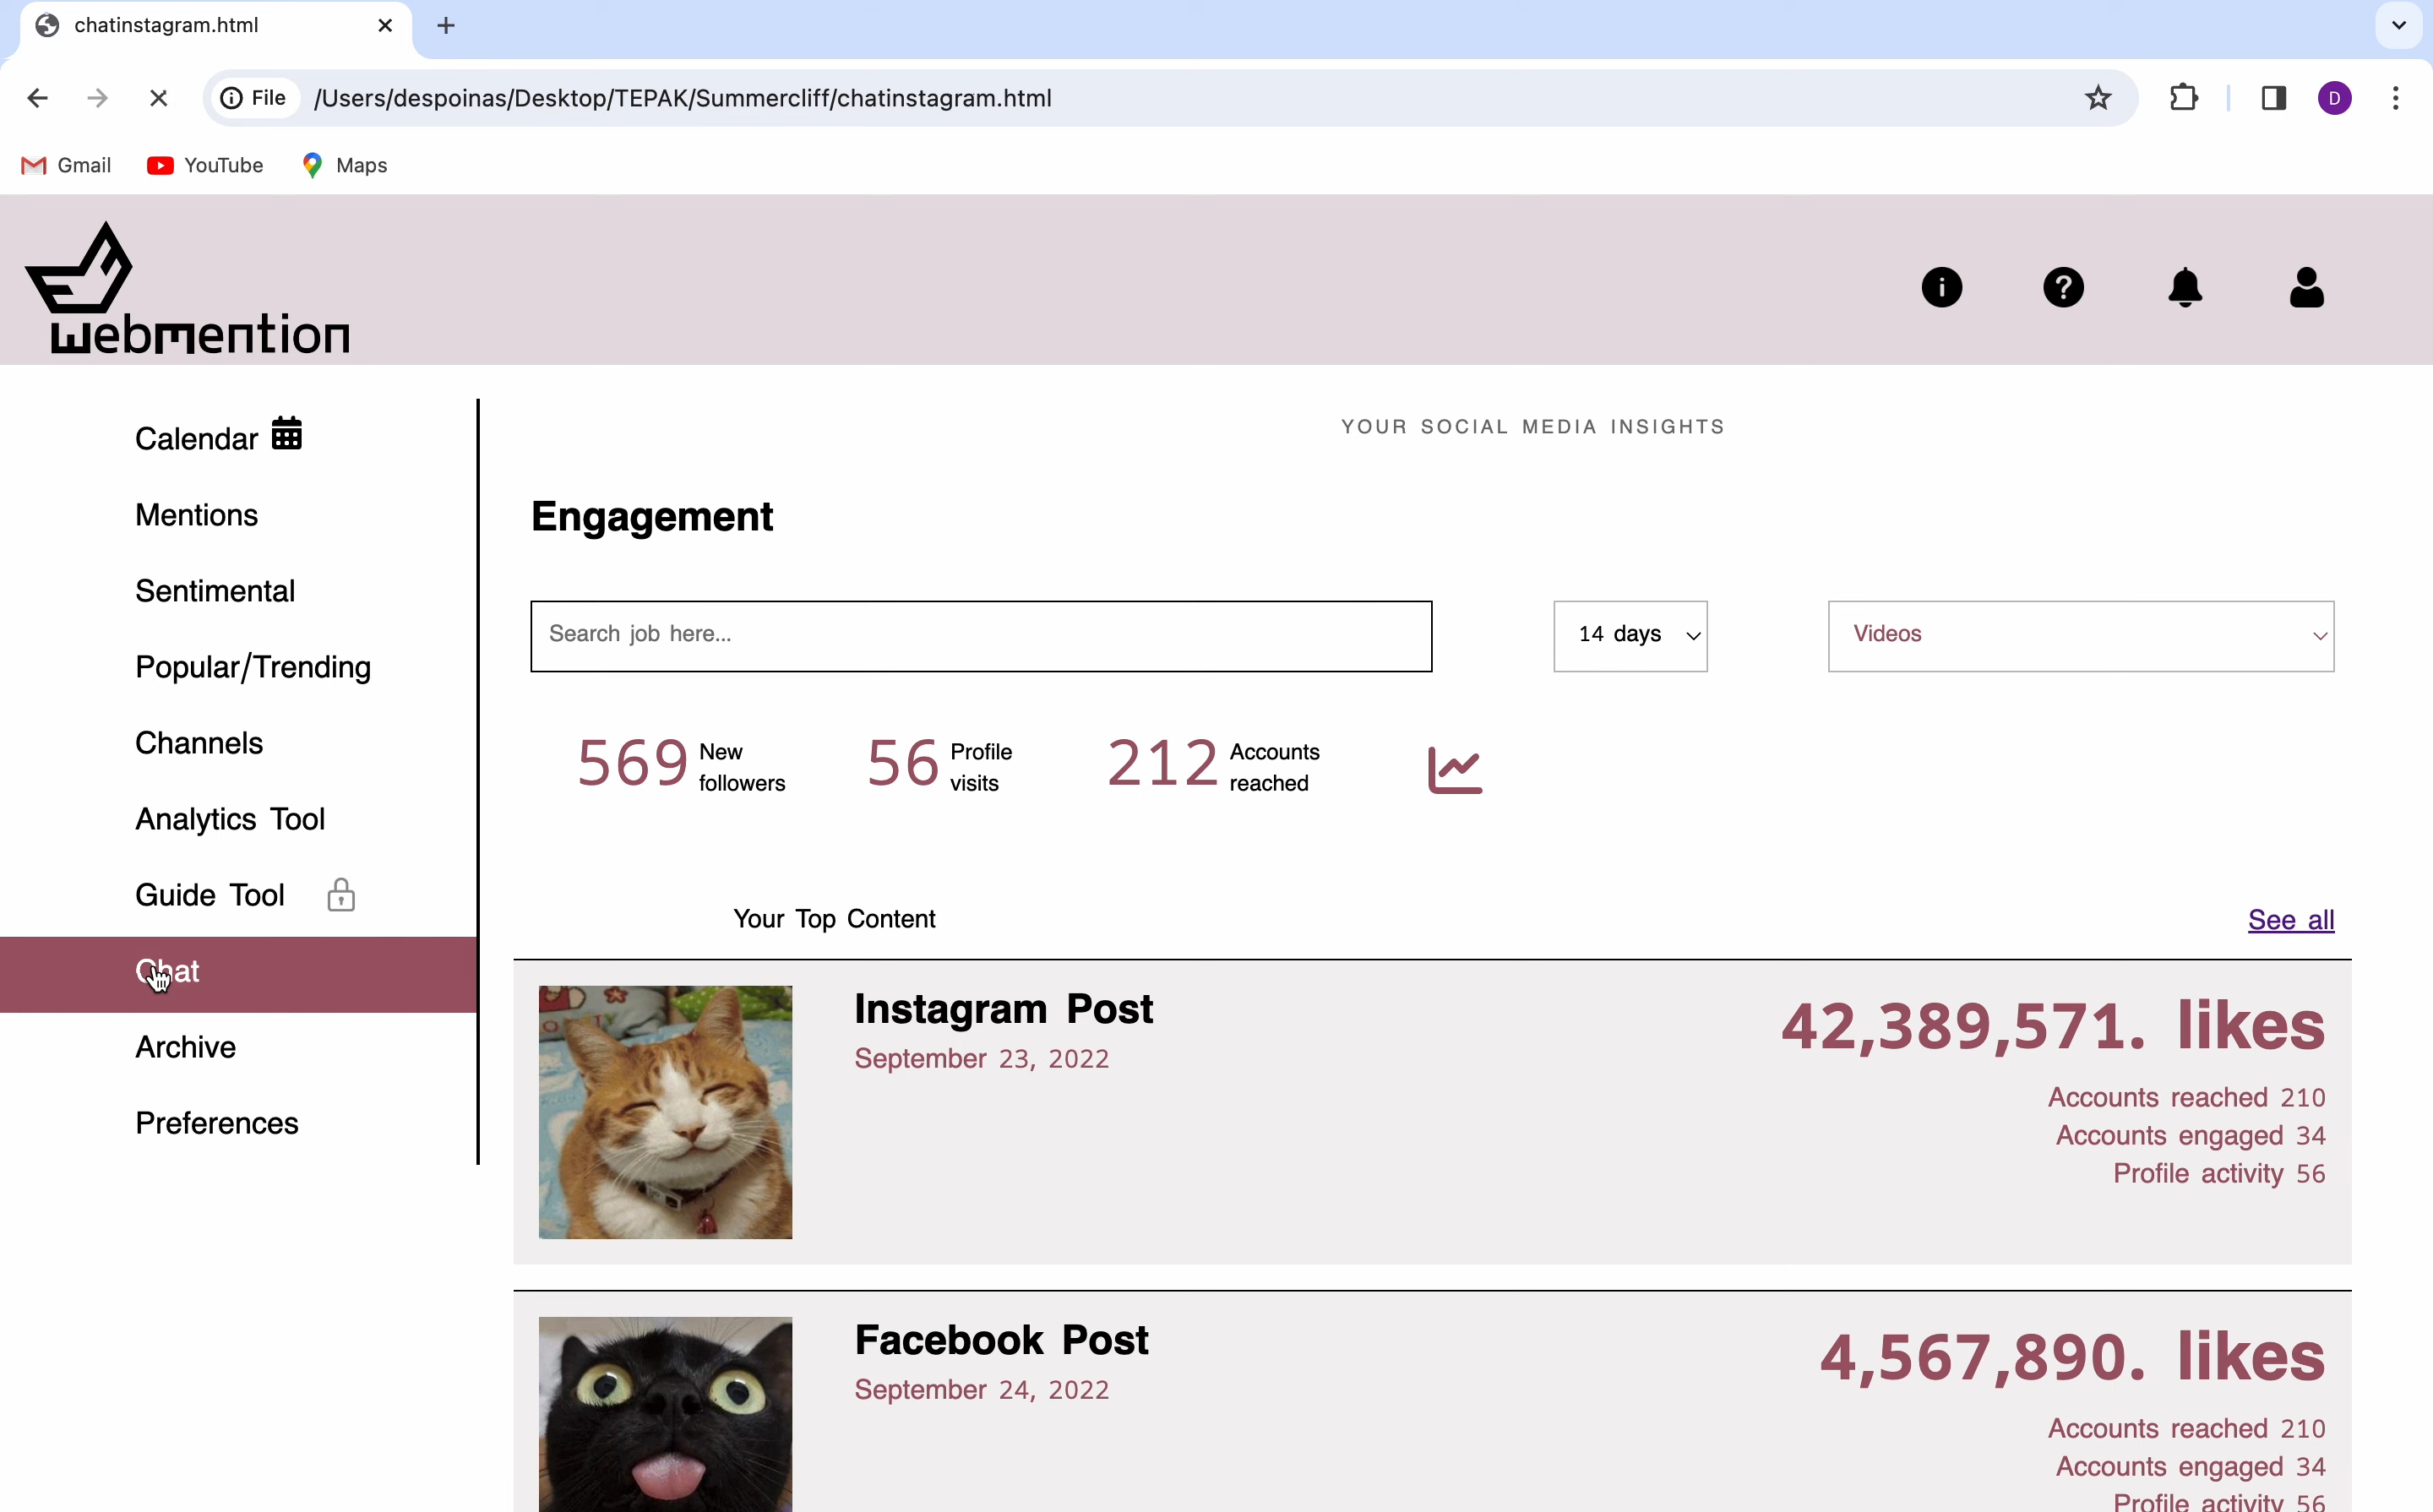 chatinstagram.html
File /Users/despoinas/Desktop/TEPAK/Summercliff/chatinstagram.html
D
Gmail YouTube Maps
webmention
Calendar
Mentions
Sentimental
Popular/Trending
Channels
Analytics Tool
Guide Tool
Chat
Archive
Preferences
YOUR SOCIAL MEDIA INSIGHTS
Engagement
Search job here...
14 days
Videos
569 New followers
56 Profile visits
212 Accounts reached
Your Top Content
See all
Instagram Post
September 23, 2022
42,389,571. likes
Accounts reached 210
Accounts engaged 34
Profile activity 56
Facebook Post
September 24, 2022
4,567,890. likes
Accounts reached 210
Accounts engaged 34
Profile activity 56